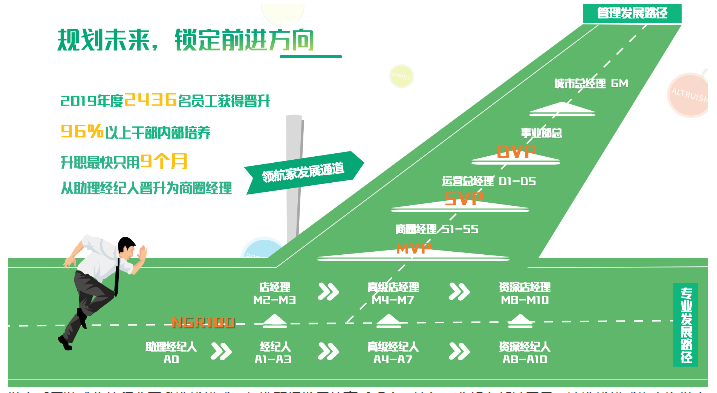 规划未来，锁定前进方向
2019年度2436名员工获得晋升
96%以上干部内部培养
升职最快只用9个月
从助理经纪人晋升为商圈经理
领航家发展通道
管理发展路径
城市总经理 GM
事业部总
DVP
运营总经理 D1-D5
SVP
商圈经理 S1-S5
MVP
店经理
M2-M3
高级店经理
M4-M7
资深店经理
M8-M10
NGR180
助理经纪人
A0
经纪人
A1-A3
高级经纪人
A4-A7
资深经纪人
A8-A10
专业发展路径
ALTRUISM